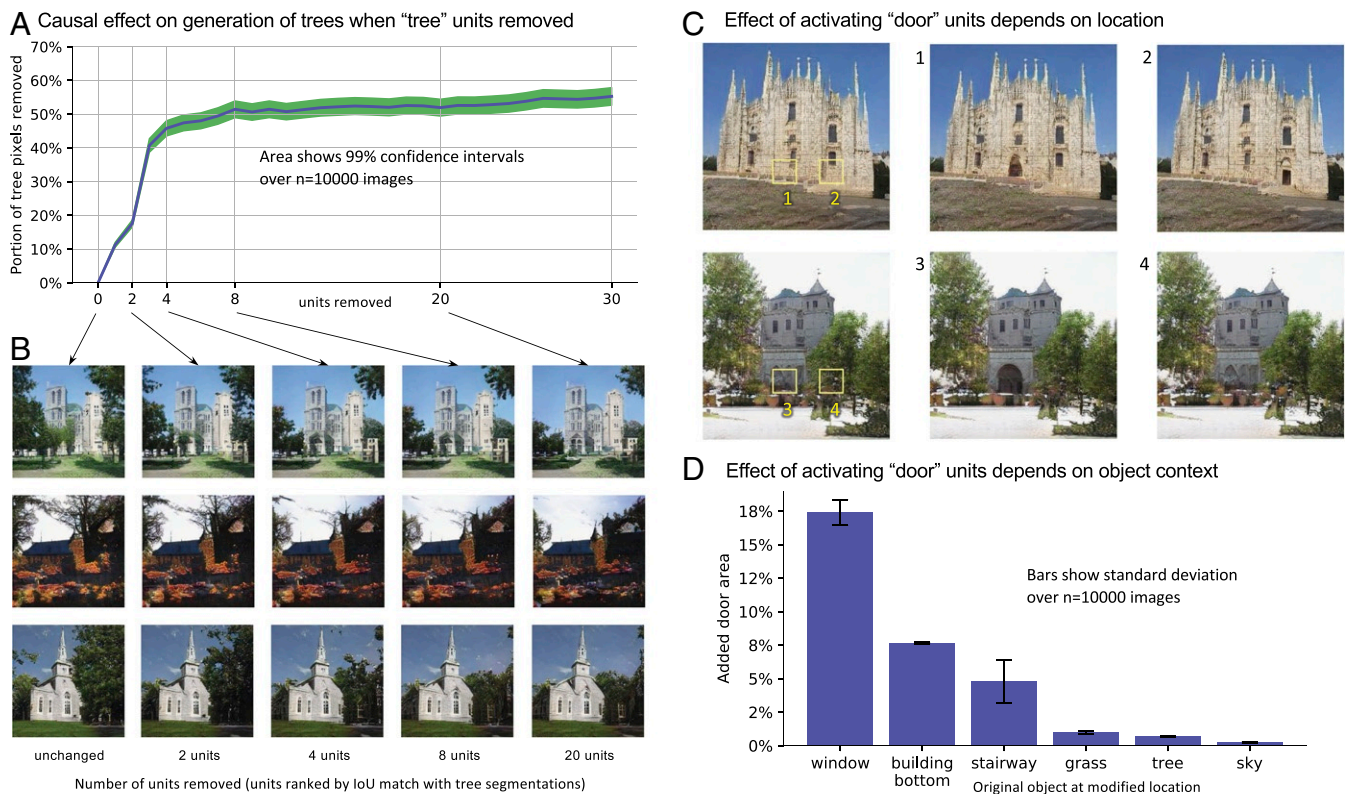 A Causal effect on generation of trees when “tree” units removed
70%
60%
50%
40%
30%
20%
10%
0%
Portion of tree pixels removed
Area shows 99% confidence intervals
over n=10000 images
0 2 4 8 units removed 20 30
B
unchanged 2 units 4 units 8 units 20 units
Number of units removed (units ranked by IoU match with tree segmentations)
C Effect of activating “door” units depends on location
1 2
1 2
3 4
3 4
D Effect of activating “door” units depends on object context
18%
15%
12%
10%
8%
5%
2%
0%
Added door area
Bars show standard deviation
over n=10000 images
window building stairway grass tree sky
bottom
Original object at modified location